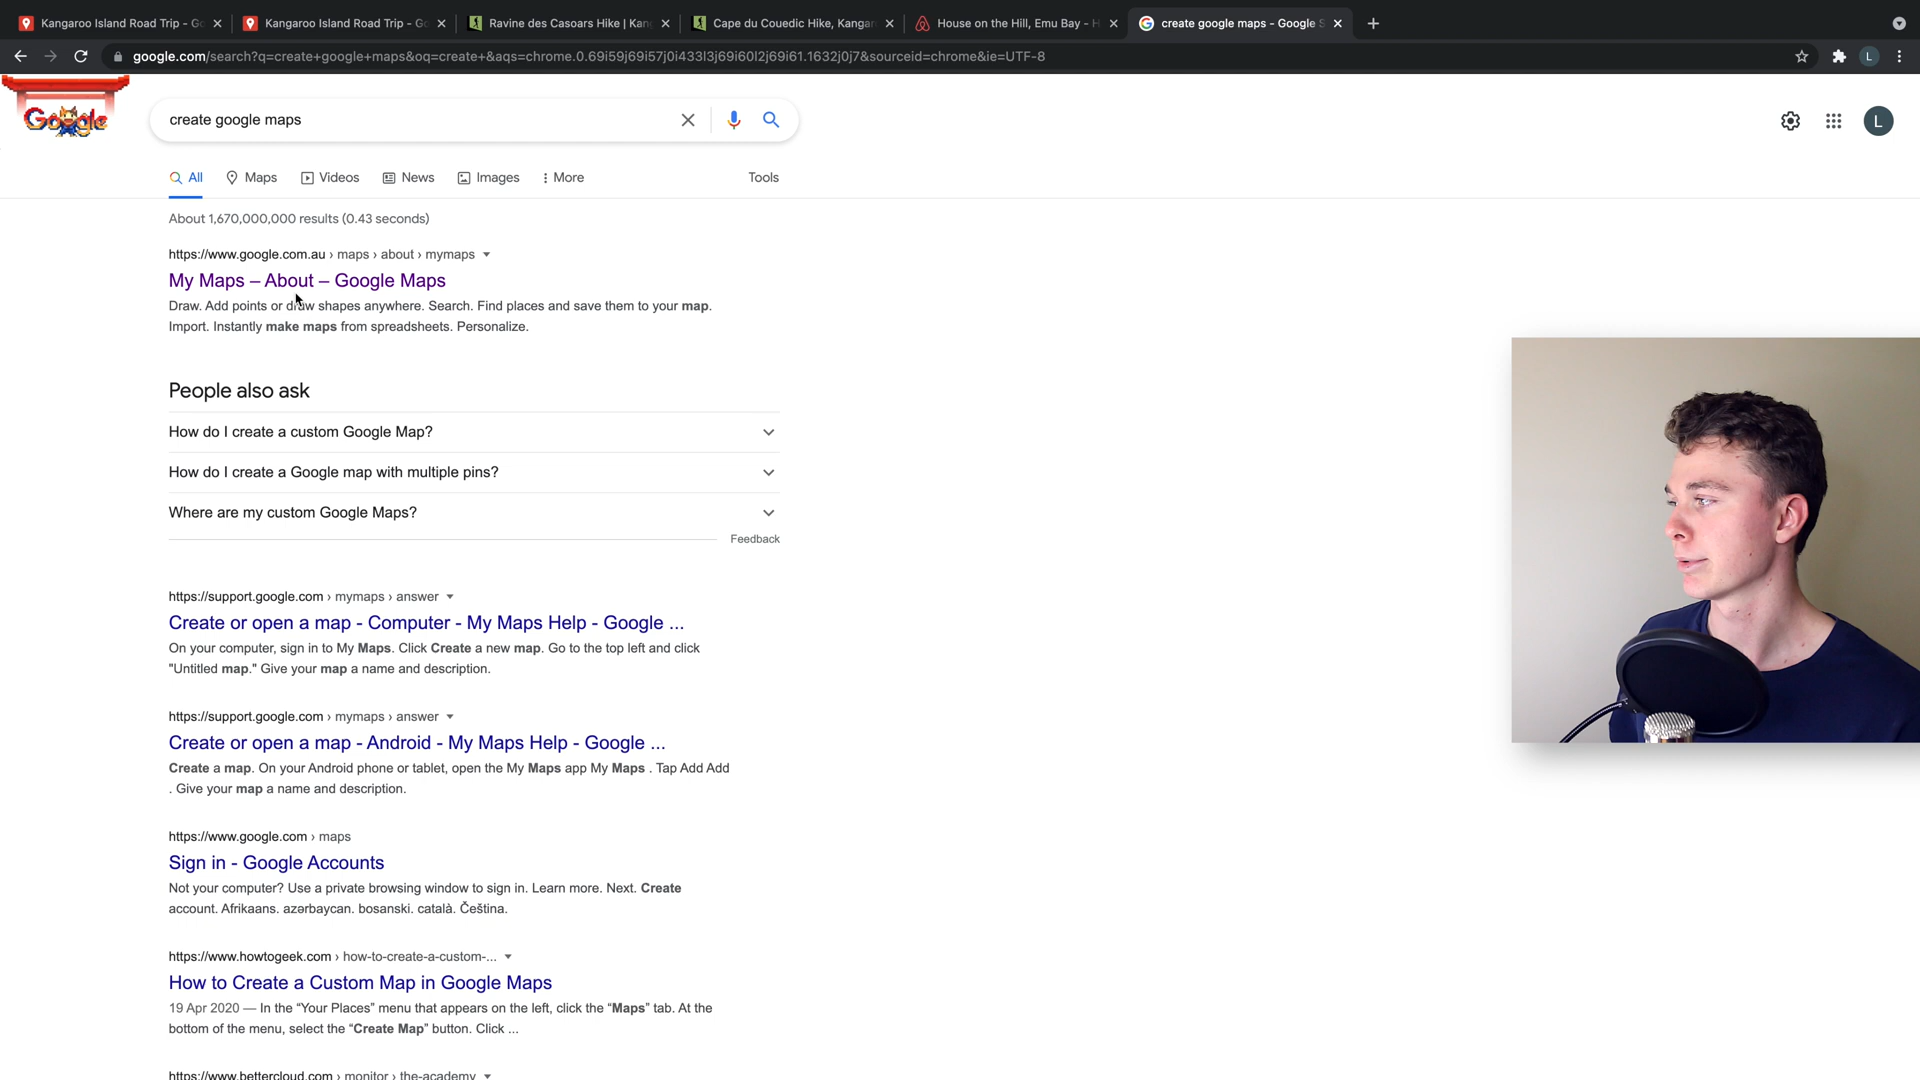 Kangaroo Island Road Trip - G
Kangaroo Island Road Trip - G
Ravine des Casoars Hike | Kan
Cape du Couedic Hike, Kangar
House on the Hill, Emu Bay - H
create google maps - Google S
google.com/search?q=create+google+maps&oq=create+&aqs=chrome.0.69i59j69i57j0i433l3j69i60l2j69i61.1632j0j7&sourceid=chrome&ie=UTF-8
L
Google
create google maps
L
All
Maps
Videos
News
Images
More
Tools
About 1,670,000,000 results (0.43 seconds)
https://www.google.com.au › maps › about › mymaps
My Maps – About – Google Maps
Draw. Add points or draw shapes anywhere. Search. Find places and save them to your map.
Import. Instantly make maps from spreadsheets. Personalize.
People also ask
How do I create a custom Google Map?
How do I create a Google map with multiple pins?
Where are my custom Google Maps?
Feedback
https://support.google.com › mymaps › answer
Create or open a map - Computer - My Maps Help - Google ...
On your computer, sign in to My Maps. Click Create a new map. Go to the top left and click
"Untitled map." Give your map a name and description.
https://support.google.com › mymaps › answer
Create or open a map - Android - My Maps Help - Google ...
Create a map. On your Android phone or tablet, open the My Maps app My Maps . Tap Add Add
. Give your map a name and description.
https://www.google.com › maps
Sign in - Google Accounts
Not your computer? Use a private browsing window to sign in. Learn more. Next. Create
account. Afrikaans. azərbaycan. bosanski. català. Čeština.
https://www.howtogeek.com › how-to-create-a-custom-...
How to Create a Custom Map in Google Maps
19 Apr 2020 — In the “Your Places” menu that appears on the left, click the “Maps” tab. At the
bottom of the menu, select the “Create Map” button. Click ...
https://www.bettercloud.com › monitor › the-academy